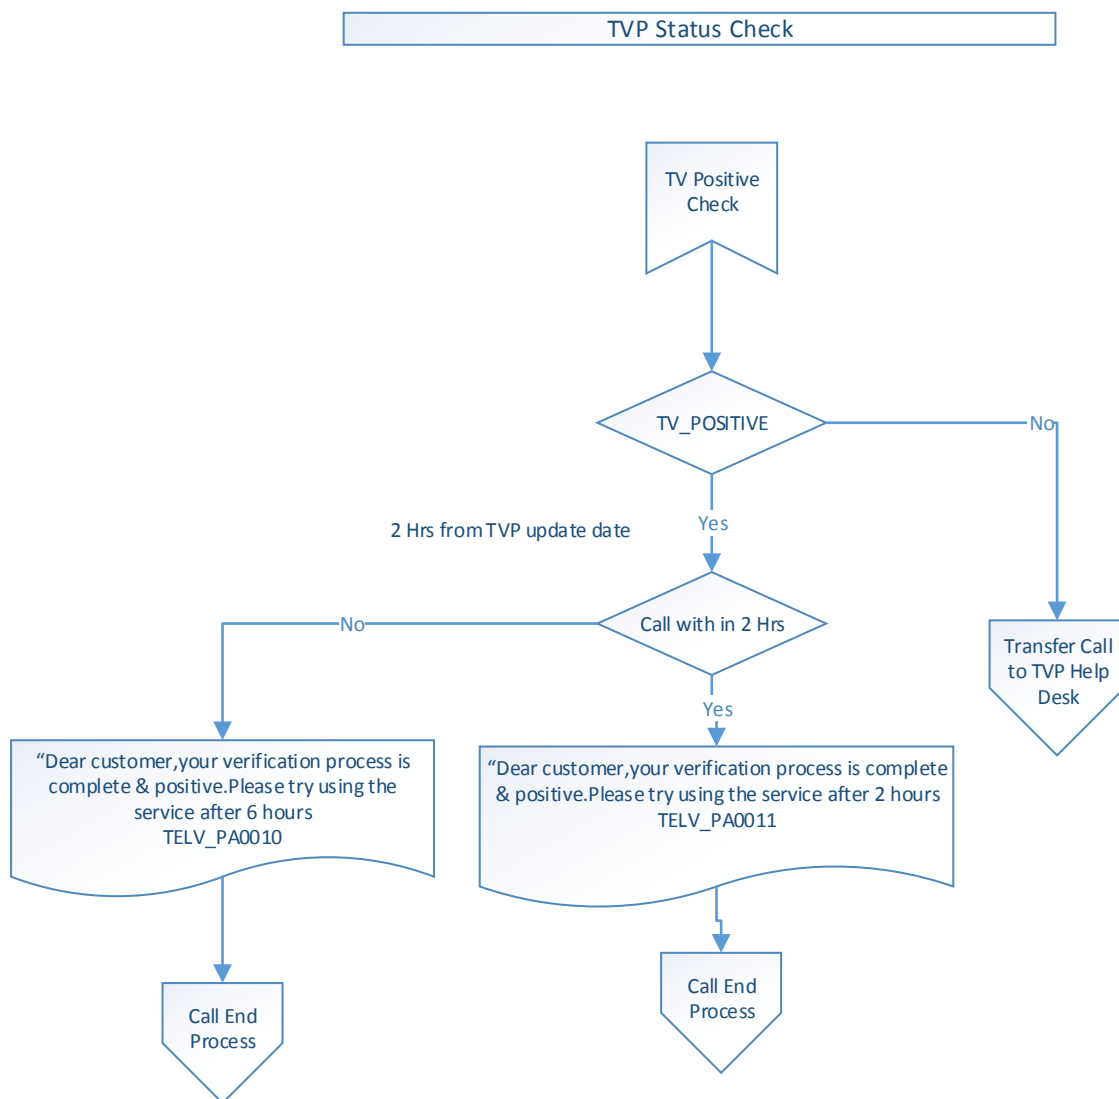 TVP Status Check
TV Positive
Check
TV_POSITIVE
No
Yes
2 Hrs from TVP update date
Call with in 2 Hrs
No
Yes
Transfer Call
to TVP Help
Desk
“Dear customer,your verification process is
complete & positive.Please try using the
service after 6 hours
TELV_PA0010
“Dear customer,your verification process is complete
& positive.Please try using the service after 2 hours
TELV_PA0011
Call End
Process
Call End
Process